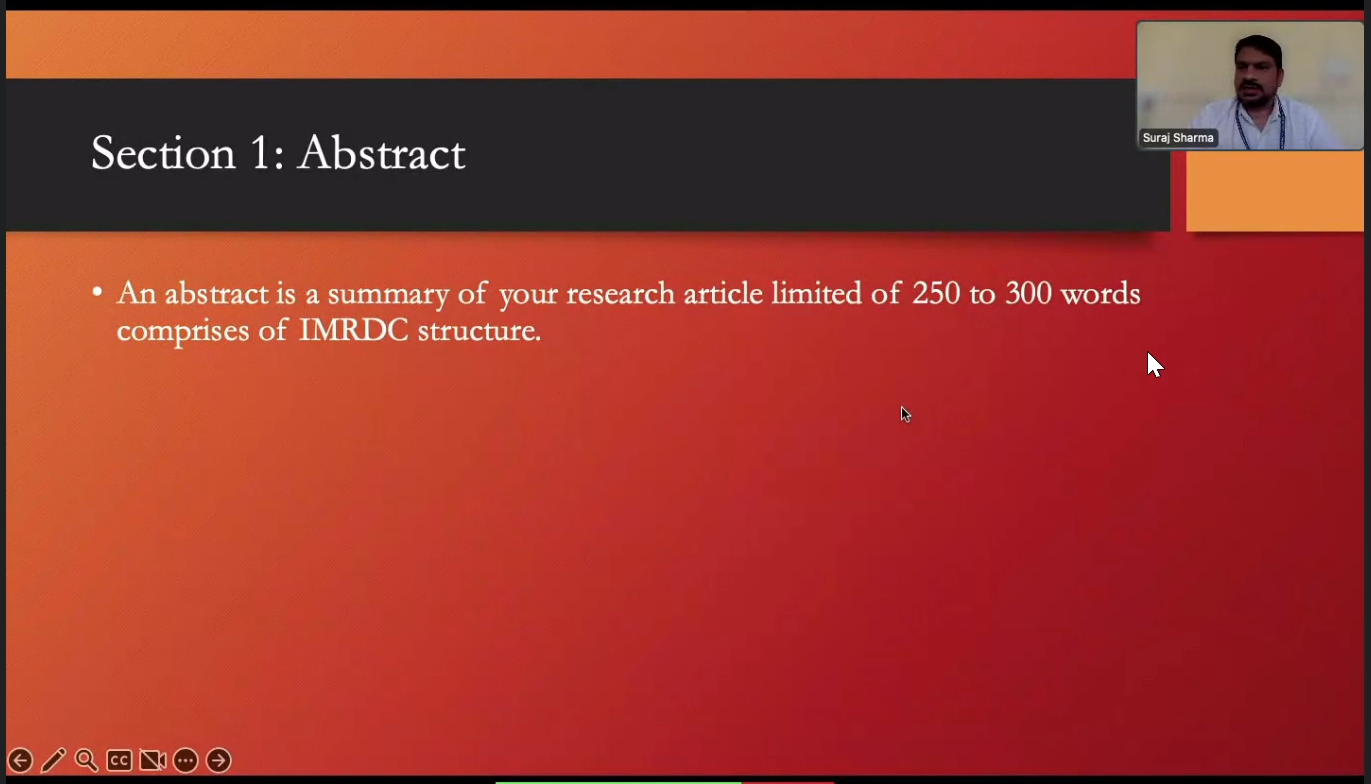 Section 1: Abstract
Suraj Sharma
• An abstract is a summary of your research article limited of 250 to 300 words
comprises of IMRDC structure.
CC